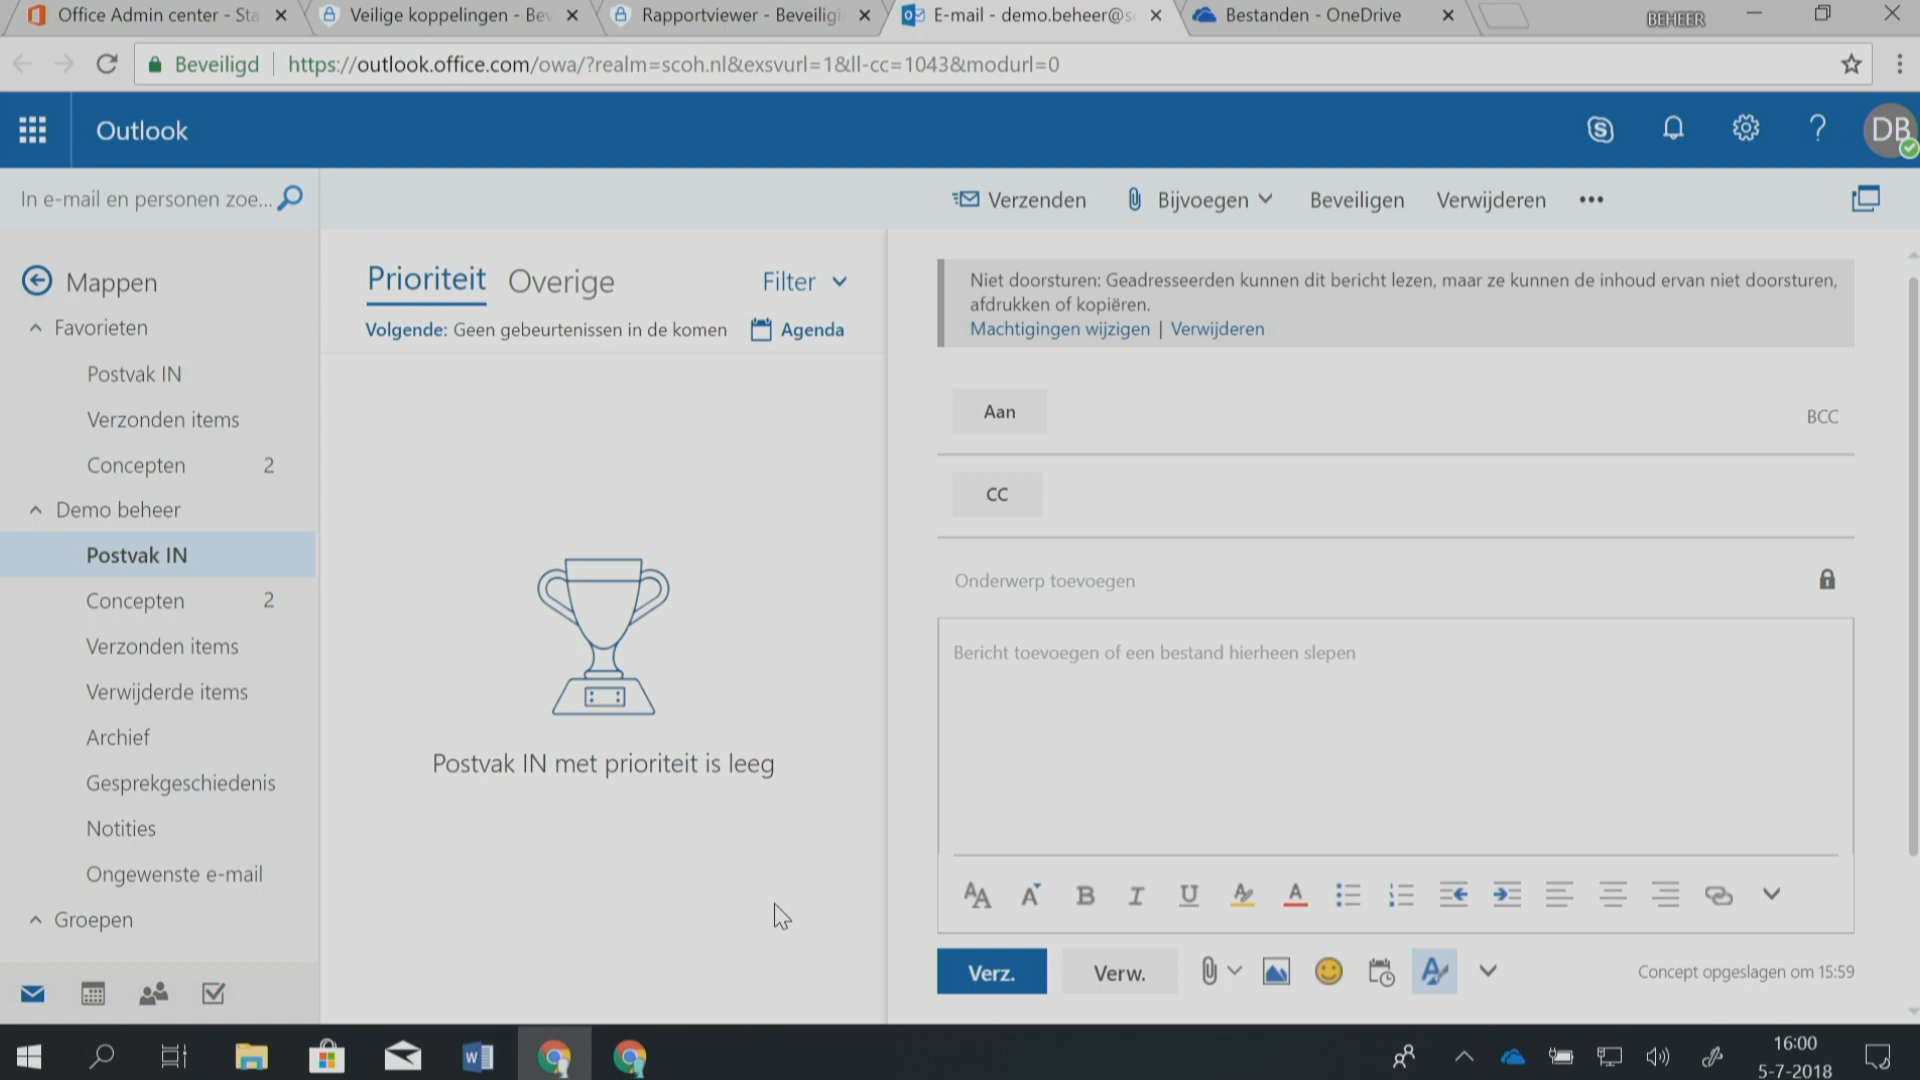 Office Admin center - Sta
Veilige koppelingen - Bev
Rapportviewer - Beveiligin
E-mail - demo.beheer@s
Bestanden - OneDrive
BEHEER
Beveiligd
https://outlook.office.com/owa/?realm=scoh.nl&exsvurl=1&ll-cc=1043&modurl=0
Outlook
DB
In e-mail en personen zoe...
Verzenden
Bijvoegen
Beveiligen
Verwijderen
Mappen
Favorieten
Postvak IN
Verzonden items
Concepten 2
Demo beheer
Postvak IN
Concepten 2
Verzonden items
Verwijderde items
Archief
Gesprekgeschiedenis
Notities
Ongewenste e-mail
Groepen
Prioriteit Overige Filter
Volgende: Geen gebeurtenissen in de komen Agenda
Postvak IN met prioriteit is leeg
Niet doorsturen: Geadresseerden kunnen dit bericht lezen, maar ze kunnen de inhoud ervan niet doorsturen,
afdrukken of kopiëren.
Machtigingen wijzigen | Verwijderen
Aan
BCC
CC
Onderwerp toevoegen
Bericht toevoegen of een bestand hierheen slepen
Verz.
Verw.
Concept opgeslagen om 15:59
16:00
5-7-2018